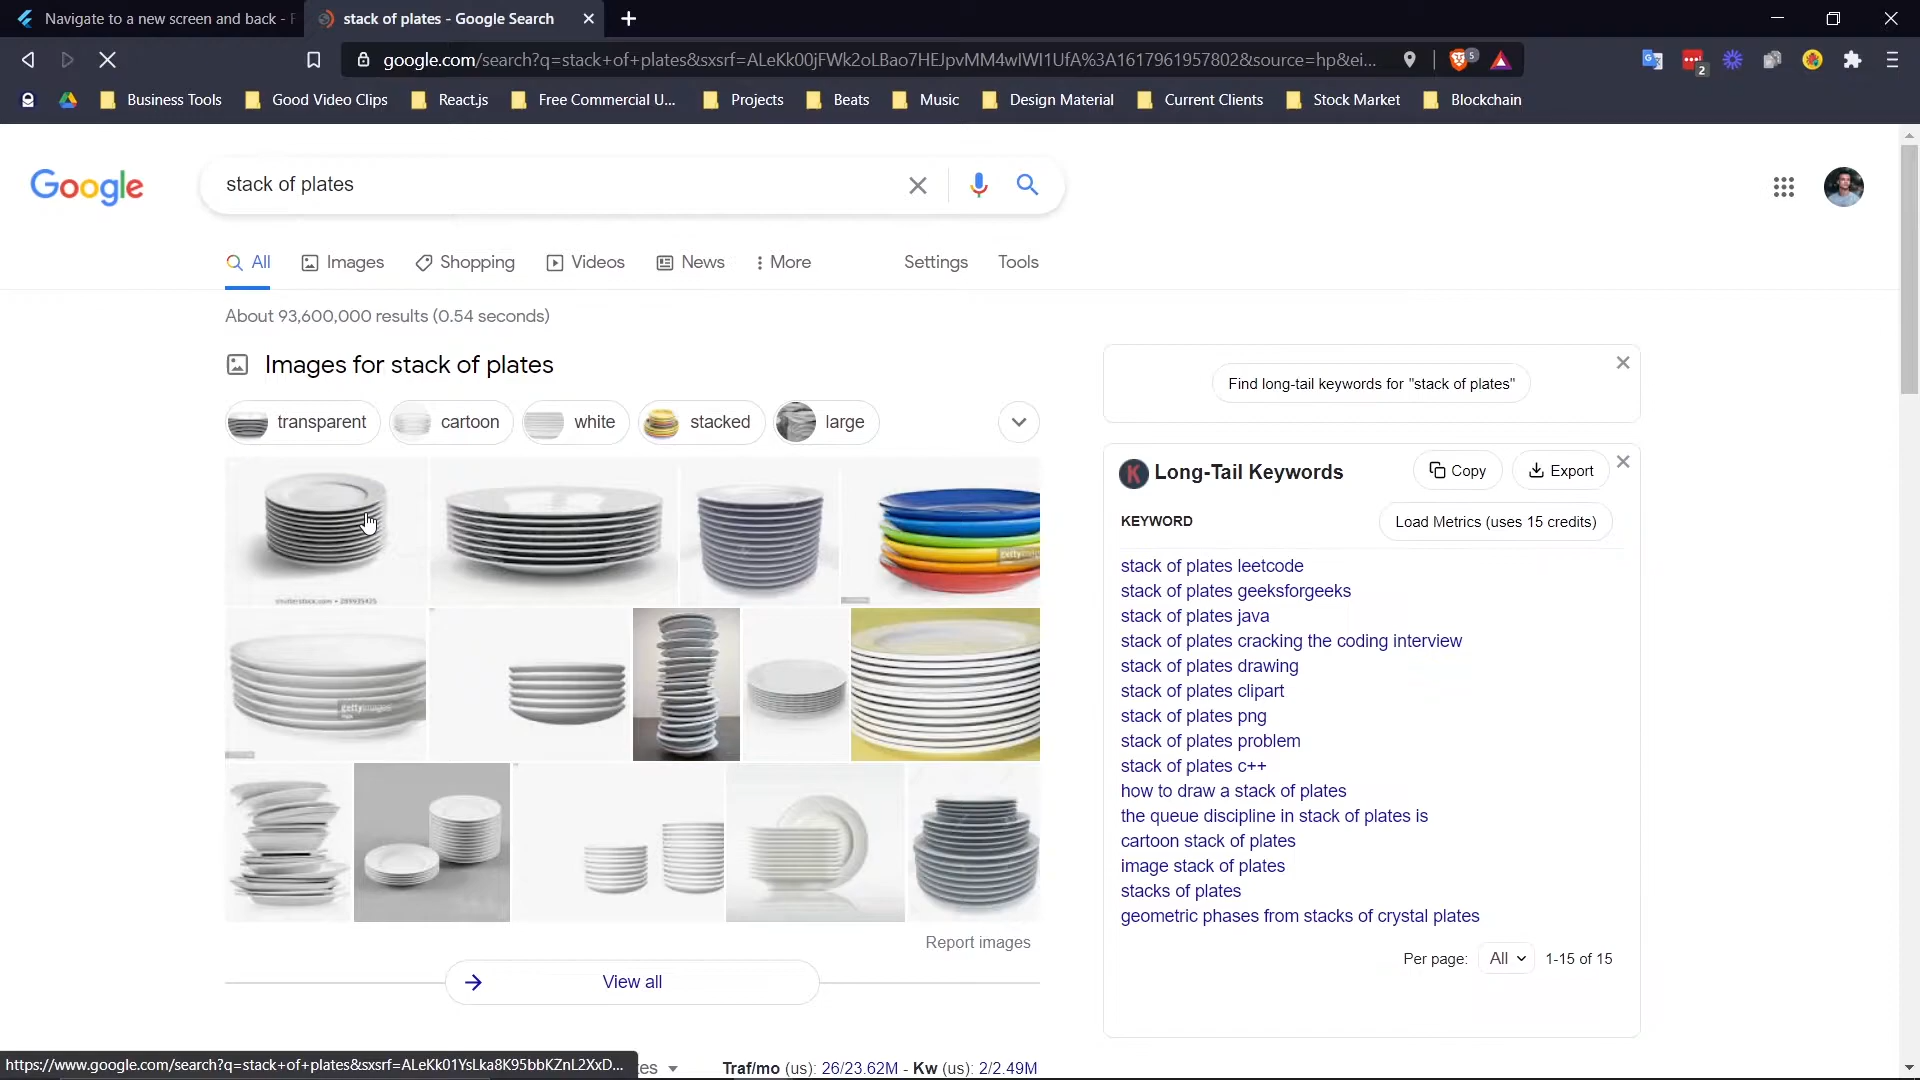 Navigate to a new screen and back -
stack of plates - Google Search
google.com/search?q=stack+of+plates&sxsrf=ALeKk00jFWk2oLBao7HEJpvMM4wIWI1UfA%3A1617961957802&source=hp&ei...
5
2
Business Tools
Good Video Clips
React.js
Free Commercial U...
Projects
Beats
Music
Design Material
Current Clients
Stock Market
Blockchain
Google
stack of plates
All
Images
Shopping
Videos
News
More
Settings
Tools
About 93,600,000 results (0.54 seconds)
Images for stack of plates
transparent
cartoon
white
stacked
large
Find long-tail keywords for "stack of plates"
K Long-Tail Keywords
Copy
Export
KEYWORD
Load Metrics (uses 15 credits)
stack of plates leetcode
stack of plates geeksforgeeks
stack of plates java
stack of plates cracking the coding interview
stack of plates drawing
stack of plates clipart
stack of plates png
stack of plates problem
stack of plates c++
how to draw a stack of plates
the queue discipline in stack of plates is
cartoon stack of plates
image stack of plates
stacks of plates
geometric phases from stacks of crystal plates
Per page: All 1-15 of 15
gettyimages
Report images
View all
https://www.google.com/search?q=stack+of+plates&sxsrf=ALeKk01YsLka8K95bbKZnL2XxD...
Traf/mo (us): 26/23.62M - Kw (us): 2/2.49M